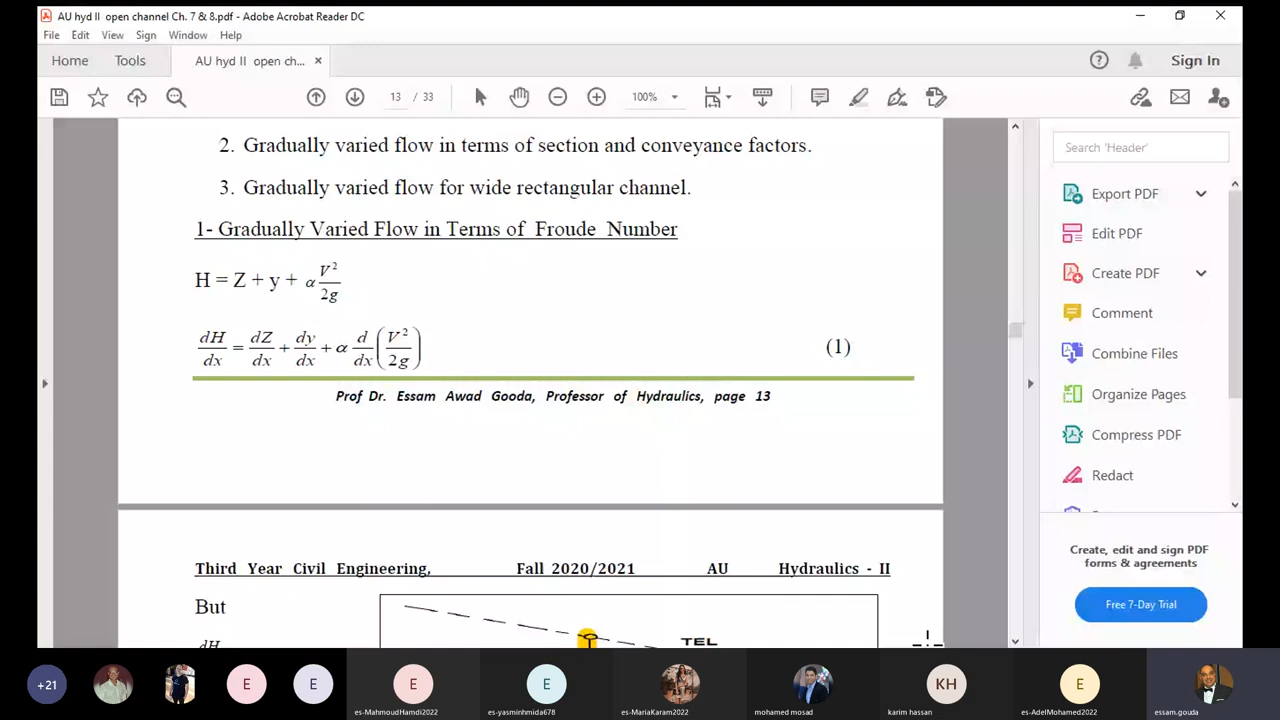 AU hyd II open channel Ch. 7 & 8.pdf - Adobe Acrobat Reader DC
File Edit View Sign Window Help
Home Tools AU hyd II open ch... × Sign In
13 / 33 100%
2. Gradually varied flow in terms of section and conveyance factors.
3. Gradually varied flow for wide rectangular channel.
1- Gradually Varied Flow in Terms of Froude Number
H = Z + y + α V²/2g
dH/dx = dZ/dx + dy/dx + α d/dx (V²/2g) (1)
Prof Dr. Essam Awad Gooda, Professor of Hydraulics, page 13
Third Year Civil Engineering, Fall 2020/2021 AU Hydraulics - II
But
dH
TEL
Search 'Header'
Export PDF
Edit PDF
Create PDF
Comment
Combine Files
Organize Pages
Compress PDF
Redact
Create, edit and sign PDF
forms & agreements
Free 7-Day Trial
+21 E E E E KH E
es-MahmoudHamdi2022 es-yasminhmida678 es-MariaKaram2022 mohamed mosad karim hassan es-AdelMohamed2022 essam.gouda